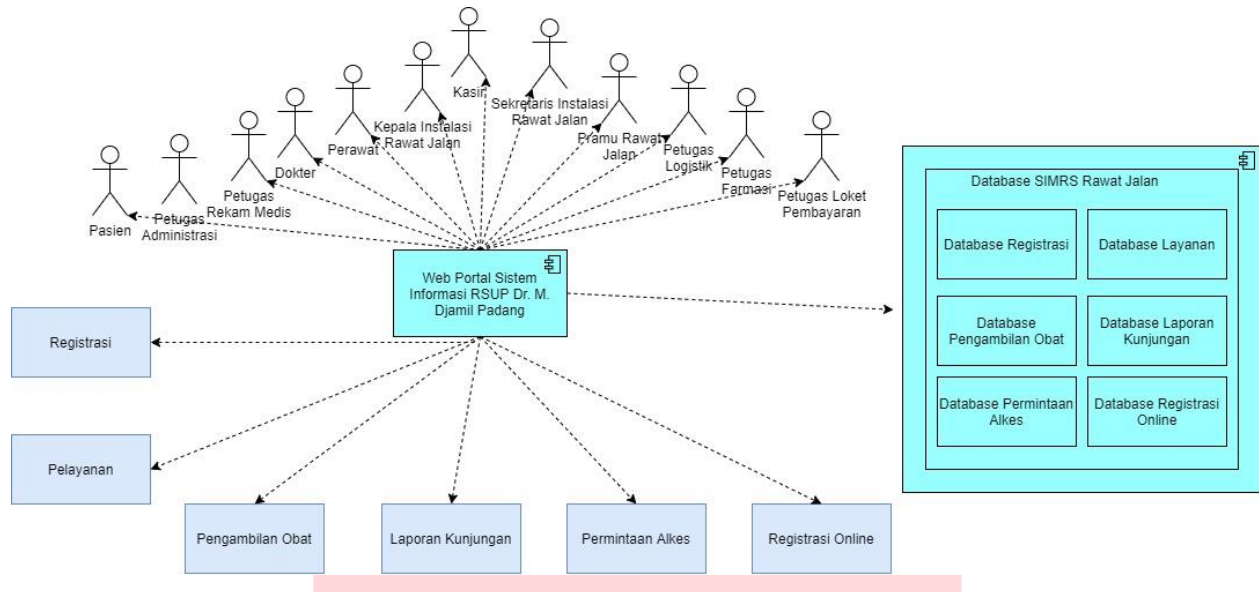 Kasir
Sekretaris Instalasi
Rawat Jalan
Kepala Instalasi
Rawat Jalan
Pramu Rawat
Jalan
Perawat
Petugas
Logistik
Dokter
Petugas
Farmasi
Petugas
Rekam Medis
Petugas Loket
Pembayaran
Petugas
Administrasi
Pasien
Web Portal Sistem
Informasi RSUP Dr. M.
Djamil Padang
Database SIMRS Rawat Jalan
Database Registrasi
Database Layanan
Database
Pengambilan Obat
Database Laporan
Kunjungan
Database Permintaan
Alkes
Database Registrasi
Online
Registrasi
Pelayanan
Pengambilan Obat
Laporan Kunjungan
Permintaan Alkes
Registrasi Online